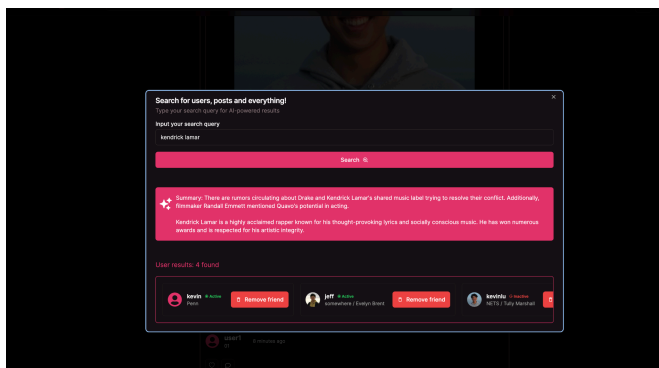 Search for users, posts and everything!
Type your search query for AI-powered results
Input your search query
kendrick lamar
Search
Summary: There are rumors circulating about Drake and Kendrick Lamar's shared music label trying to resolve their conflict. Additionally,
filmmaker Randall Emmett mentioned Quavo's potential in acting.
Kendrick Lamar is a highly acclaimed rapper known for his thought-provoking lyrics and socially conscious music. He has won numerous
awards and is respected for his artistic integrity.
User results: 4 found
kevin Active
Penn
Remove friend
jeff Active
somewhere / Evelyn Brent
Remove friend
kevinlu Inactive
NETS / Tully Marshall
user1 9 minutes ago